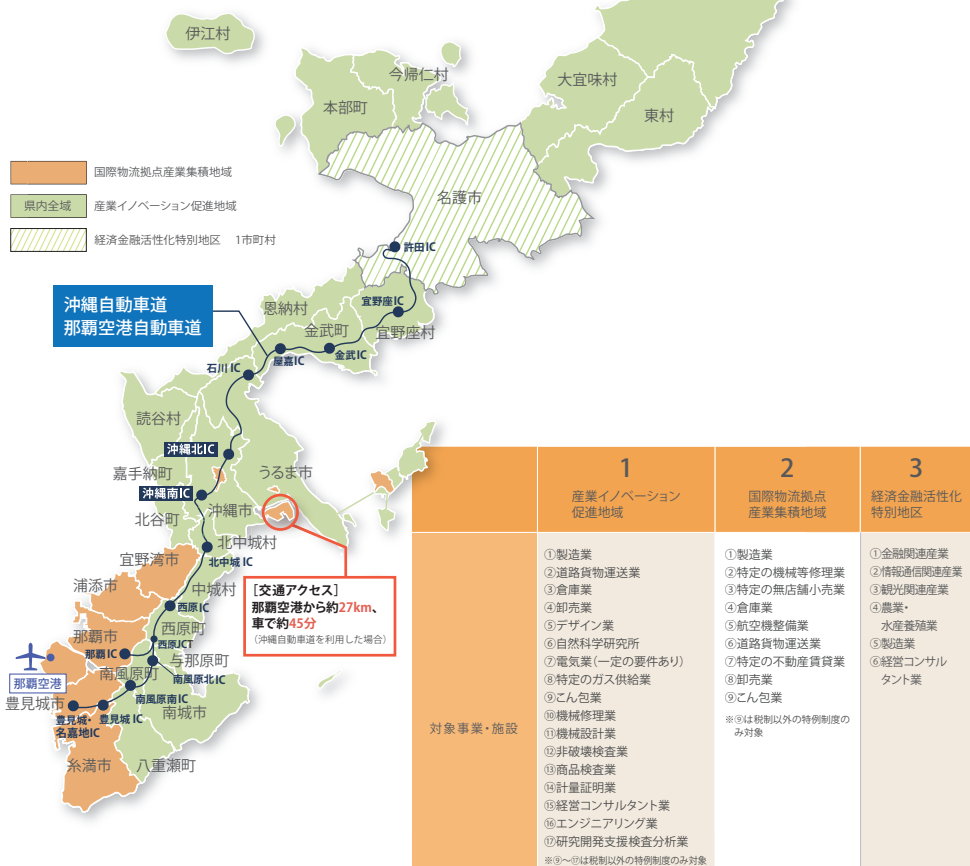 伊江村
今帰仁村
本部町
大宜味村
東村
名護市
国際物流拠点産業集積地域
県内全域 産業イノベーション促進地域
経済金融活性化特別地区 1市町村
許田IC
沖縄自動車道
那覇空港自動車道
恩納村
宜野座IC
金武町
宜野座村
金武IC
屋嘉IC
石川IC
読谷村
沖縄北IC
嘉手納町
うるま市
沖縄南IC
沖縄市
北谷町
北中城村
北中城IC
宜野湾市
中城村
浦添市
西原IC
西原町
那覇市
西原JCT
那覇IC
与那原町
南風原町
南風原北IC
那覇空港
南風原南IC
豊見城市
南城市
豊見城・
名嘉地IC
豊見城IC
糸満市
八重瀬町
[交通アクセス]
那覇空港から約27km、
車で約45分
(沖縄自動車道を利用した場合)
1
産業イノベーション
促進地域
2
国際物流拠点
産業集積地域
3
経済金融活性化
特別地区
対象事業・施設
①製造業
②道路貨物運送業
③倉庫業
④卸売業
⑤デザイン業
⑥自然科学研究所
⑦電気業(一定の要件あり)
⑧特定のガス供給業
⑨こん包業
⑩機械修理業
⑪機械設計業
⑫非破壊検査業
⑬商品検査業
⑭計量証明業
⑮経営コンサルタント業
⑯エンジニアリング業
⑰研究開発支援検査分析業
※⑨~⑰は税制以外の特例制度のみ対象
①製造業
②特定の機械等修理業
③特定の無店舗小売業
④倉庫業
⑤航空機整備業
⑥道路貨物運送業
⑦特定の不動産賃貸業
⑧卸売業
⑨こん包業
※⑨は税制以外の特例制度の
み対象
①金融関連産業
②情報通信関連産業
③観光関連産業
④農業・
水産養殖業
⑤製造業
⑥経営コンサル
タント業